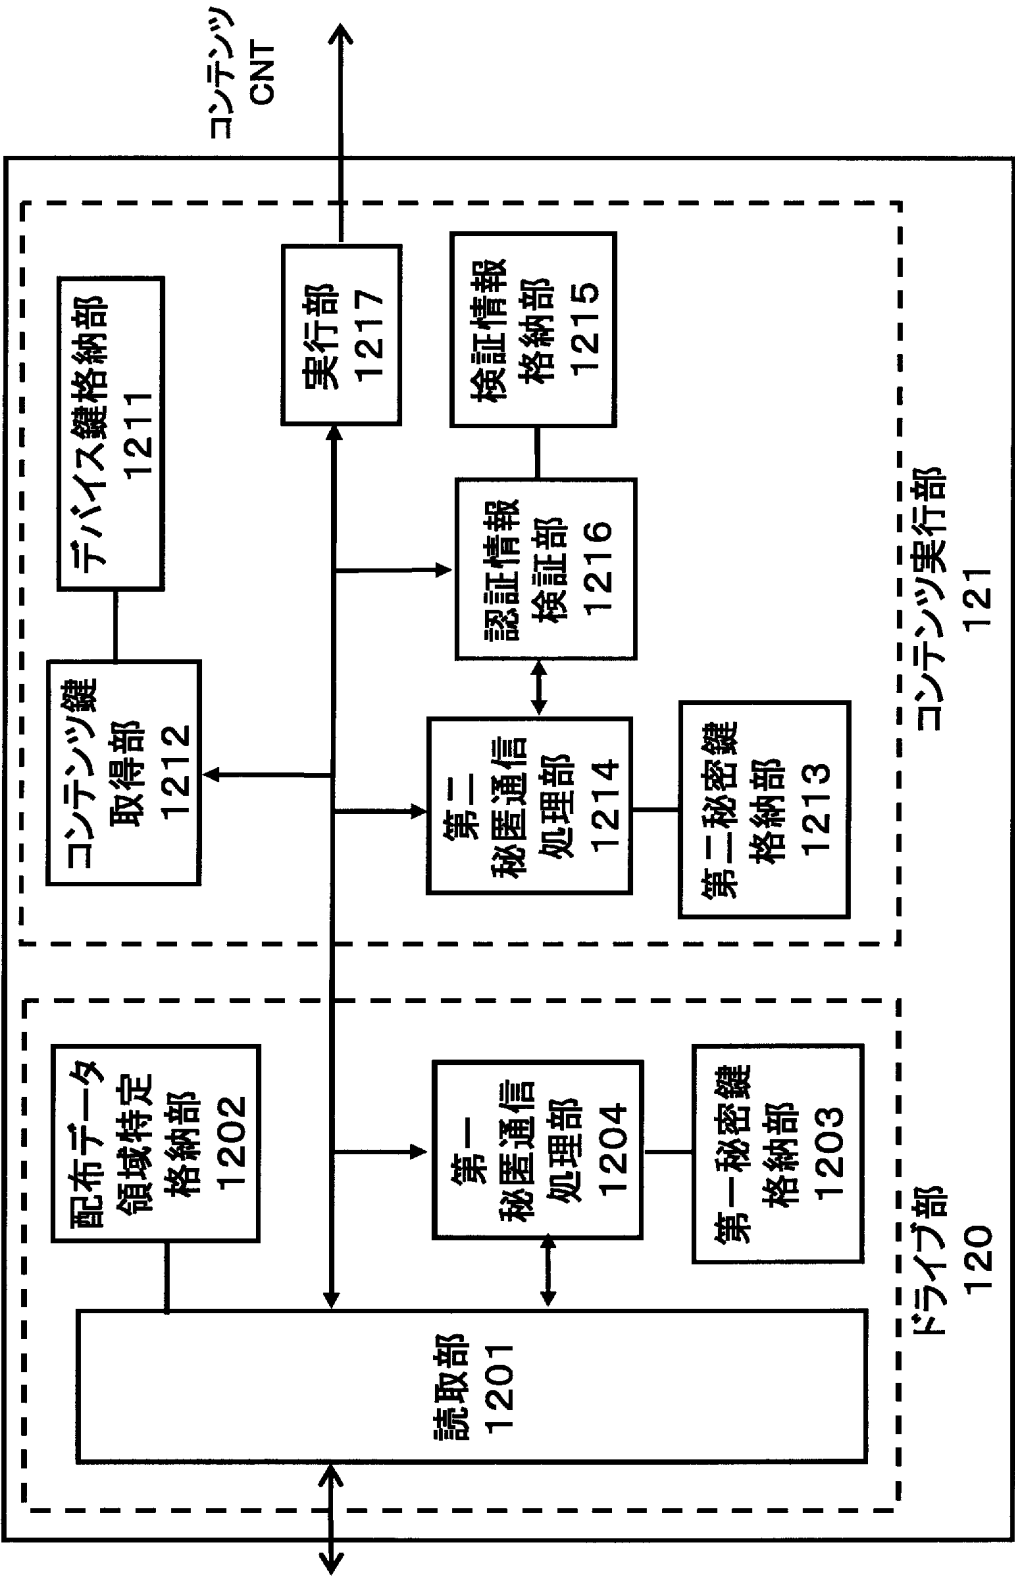 コンテンツ
CNT
デバイス鍵格納部
1211
コンテンツ鍵
取得部
1212
実行部
1217
検証情報
格納部
1215
認証情報
検証部
1216
第二
秘匿通信
処理部
1214
第二秘密鍵
格納部
1213
コンテンツ実行部
121
配布データ
領域特定
格納部
1202
第一
秘匿通信
処理部
1204
第一秘密鍵
格納部
1203
読取部
1201
ドライブ部
120